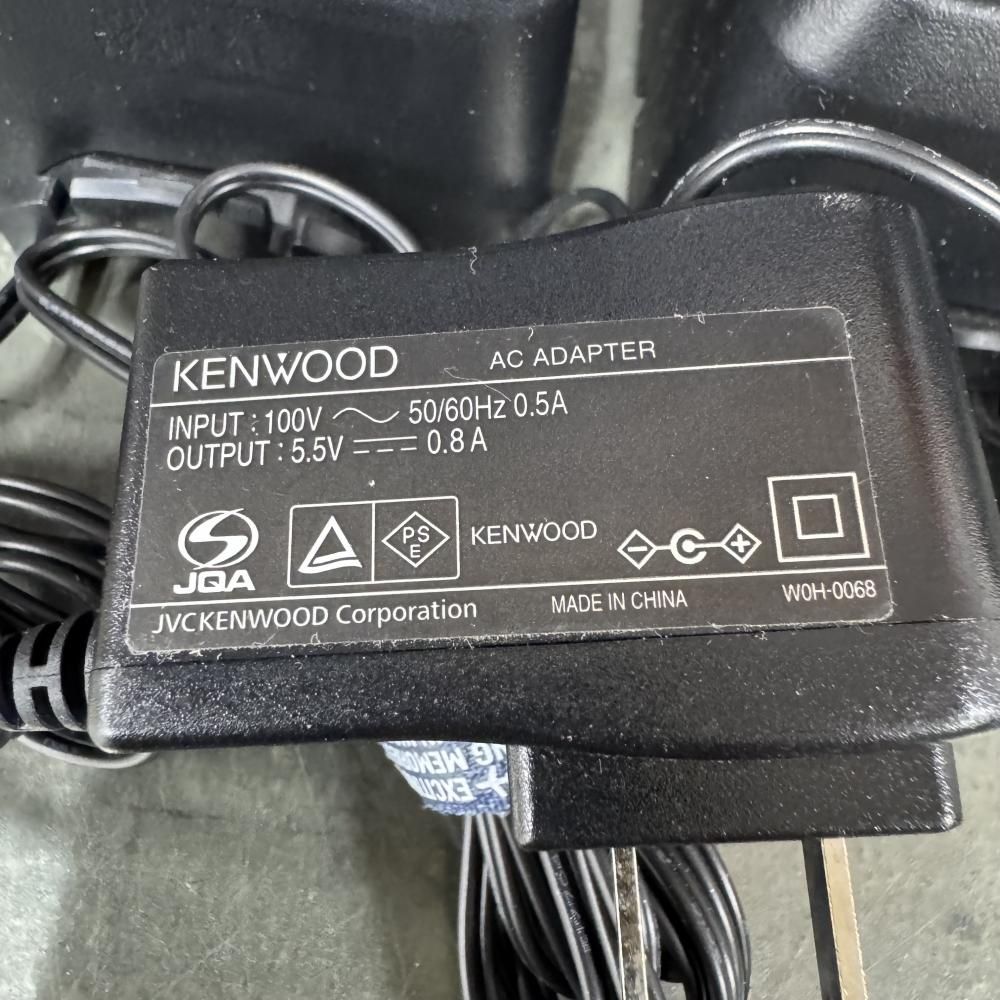 KENWOOD AC ADAPTER
INPUT : 100V 50/60Hz 0.5A
OUTPUT : 5.5V 0.8 A
JQA
PS
E
KENWOOD
JVCKENWOOD Corporation MADE IN CHINA W0H-0068